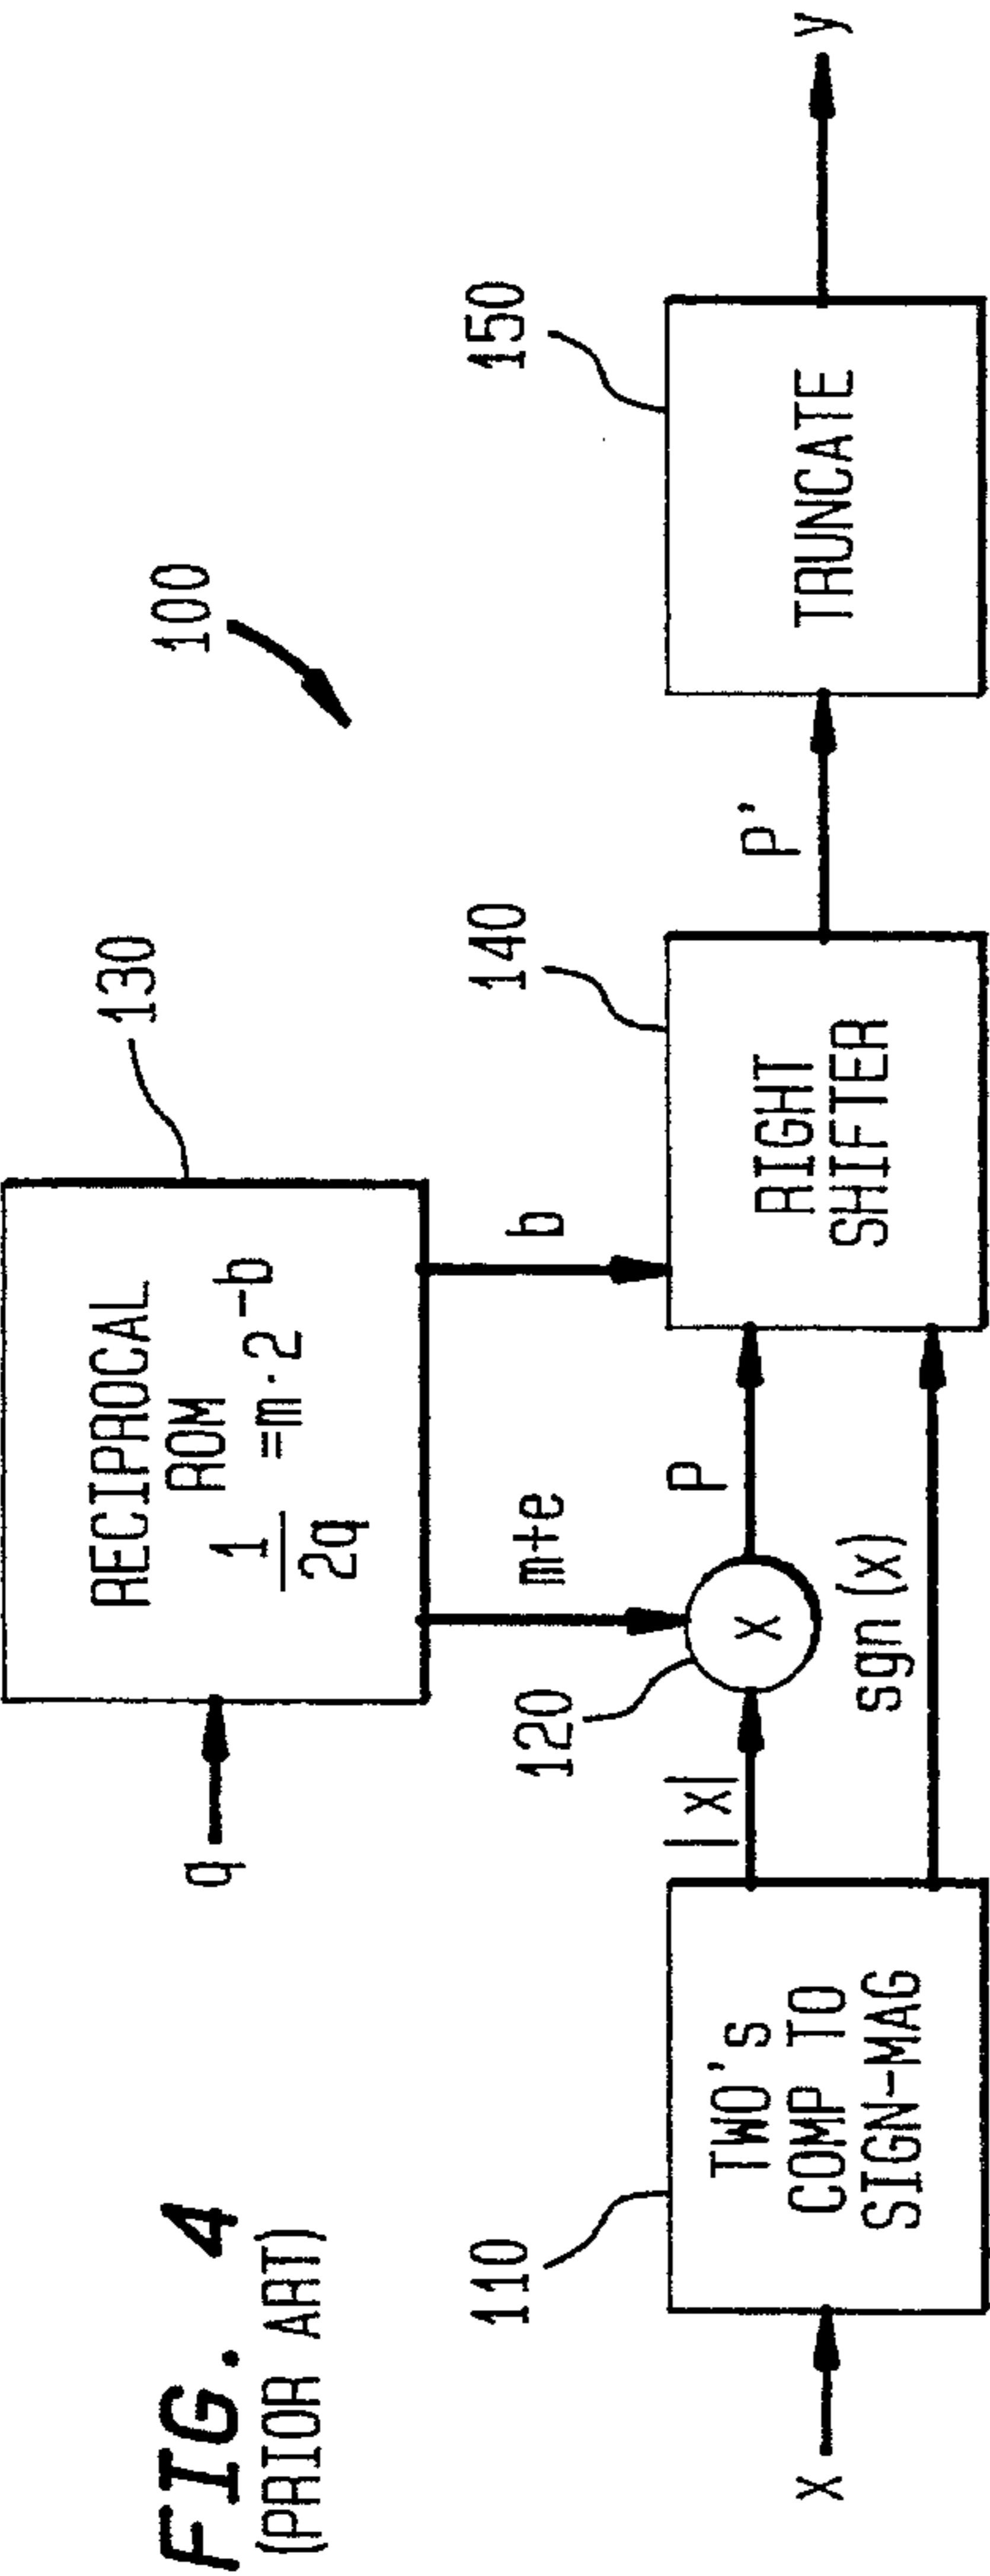 FIG. 4
(PRIOR ART)
100
130
RECIPROCAL
ROM
1/2q =m·2^-b
q
m+e
b
110
TWO's
COMP TO
SIGN-MAG
x
|x|
120
X
P
sgn(x)
140
RIGHT
SHIFTER
P'
150
TRUNCATE
y